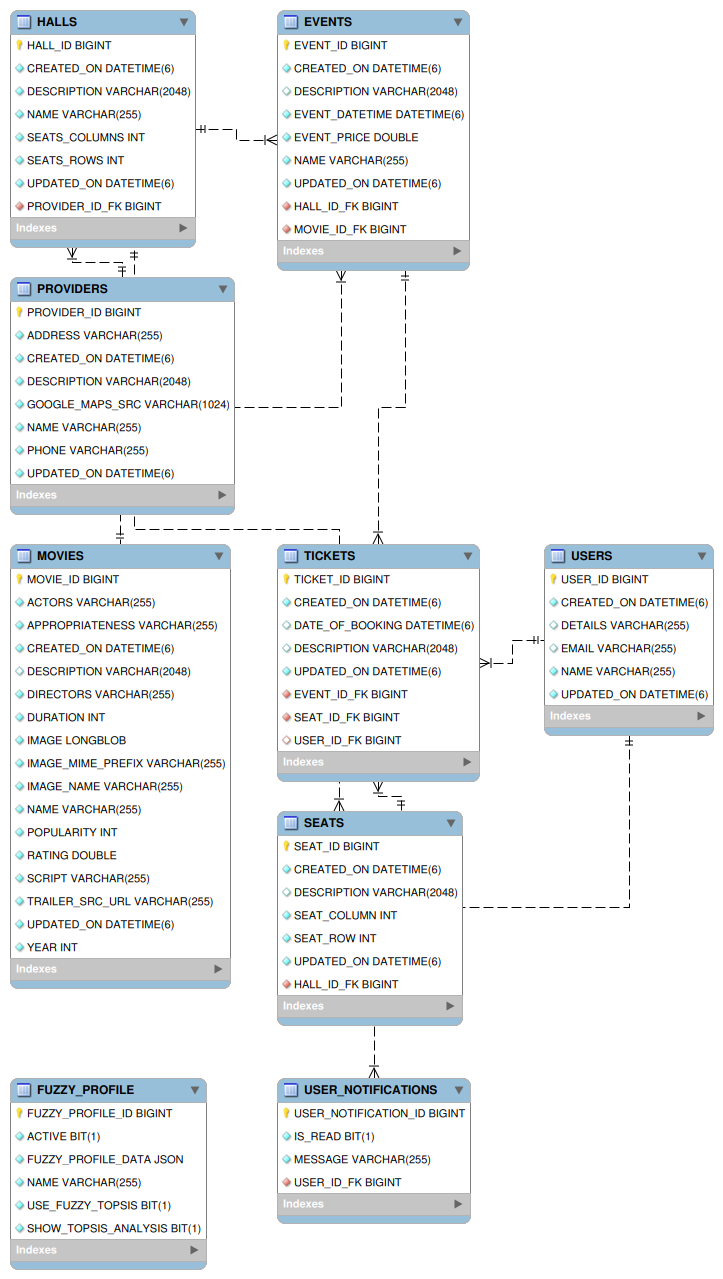 HALLS
HALL_ID BIGINT
CREATED_ON DATETIME(6)
DESCRIPTION VARCHAR(2048)
NAME VARCHAR(255)
SEATS_COLUMNS INT
SEATS_ROWS INT
UPDATED_ON DATETIME(6)
PROVIDER_ID_FK BIGINT
Indexes
EVENTS
EVENT_ID BIGINT
CREATED_ON DATETIME(6)
DESCRIPTION VARCHAR(2048)
EVENT_DATETIME DATETIME(6)
EVENT_PRICE DOUBLE
NAME VARCHAR(255)
UPDATED_ON DATETIME(6)
HALL_ID_FK BIGINT
MOVIE_ID_FK BIGINT
Indexes
PROVIDERS
PROVIDER_ID BIGINT
ADDRESS VARCHAR(255)
CREATED_ON DATETIME(6)
DESCRIPTION VARCHAR(2048)
GOOGLE_MAPS_SRC VARCHAR(1024)
NAME VARCHAR(255)
PHONE VARCHAR(255)
UPDATED_ON DATETIME(6)
Indexes
MOVIES
MOVIE_ID BIGINT
ACTORS VARCHAR(255)
APPROPRIATENESS VARCHAR(255)
CREATED_ON DATETIME(6)
DESCRIPTION VARCHAR(2048)
DIRECTORS VARCHAR(255)
DURATION INT
IMAGE LONGBLOB
IMAGE_MIME_PREFIX VARCHAR(255)
IMAGE_NAME VARCHAR(255)
NAME VARCHAR(255)
POPULARITY INT
RATING DOUBLE
SCRIPT VARCHAR(255)
TRAILER_SRC_URL VARCHAR(255)
UPDATED_ON DATETIME(6)
YEAR INT
Indexes
TICKETS
TICKET_ID BIGINT
CREATED_ON DATETIME(6)
DATE_OF_BOOKING DATETIME(6)
DESCRIPTION VARCHAR(2048)
UPDATED_ON DATETIME(6)
EVENT_ID_FK BIGINT
SEAT_ID_FK BIGINT
USER_ID_FK BIGINT
Indexes
USERS
USER_ID BIGINT
CREATED_ON DATETIME(6)
DETAILS VARCHAR(255)
EMAIL VARCHAR(255)
NAME VARCHAR(255)
UPDATED_ON DATETIME(6)
Indexes
SEATS
SEAT_ID BIGINT
CREATED_ON DATETIME(6)
DESCRIPTION VARCHAR(2048)
SEAT_COLUMN INT
SEAT_ROW INT
UPDATED_ON DATETIME(6)
HALL_ID_FK BIGINT
Indexes
FUZZY_PROFILE
FUZZY_PROFILE_ID BIGINT
ACTIVE BIT(1)
FUZZY_PROFILE_DATA JSON
NAME VARCHAR(255)
USE_FUZZY_TOPSIS BIT(1)
SHOW_TOPSIS_ANALYSIS BIT(1)
Indexes
USER_NOTIFICATIONS
USER_NOTIFICATION_ID BIGINT
IS_READ BIT(1)
MESSAGE VARCHAR(255)
USER_ID_FK BIGINT
Indexes